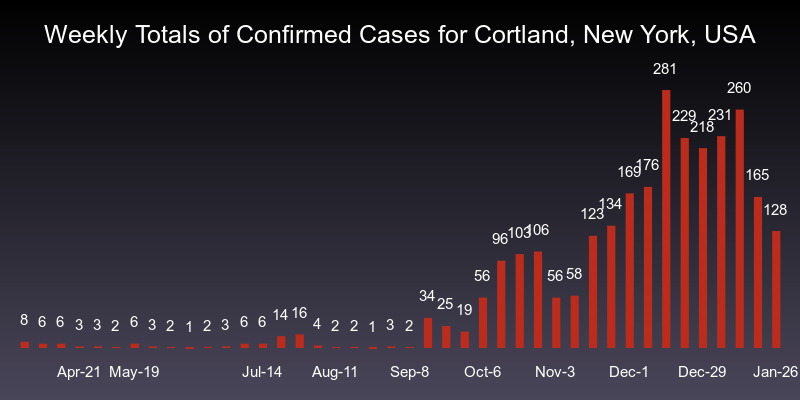 Weekly Totals of Confirmed Cases for Cortland, New York, USA
8 6 6 3 3 2 6 3 2 1 2 3 6 6 14 16 4 2 2 1 3 2 34 25 19 56 96 103 106 56 58 123 134 169 176 281 229 218 231 260 165 128
Apr-21 May-19 Jul-14 Aug-11 Sep-8 Oct-6 Nov-3 Dec-1 Dec-29 Jan-26